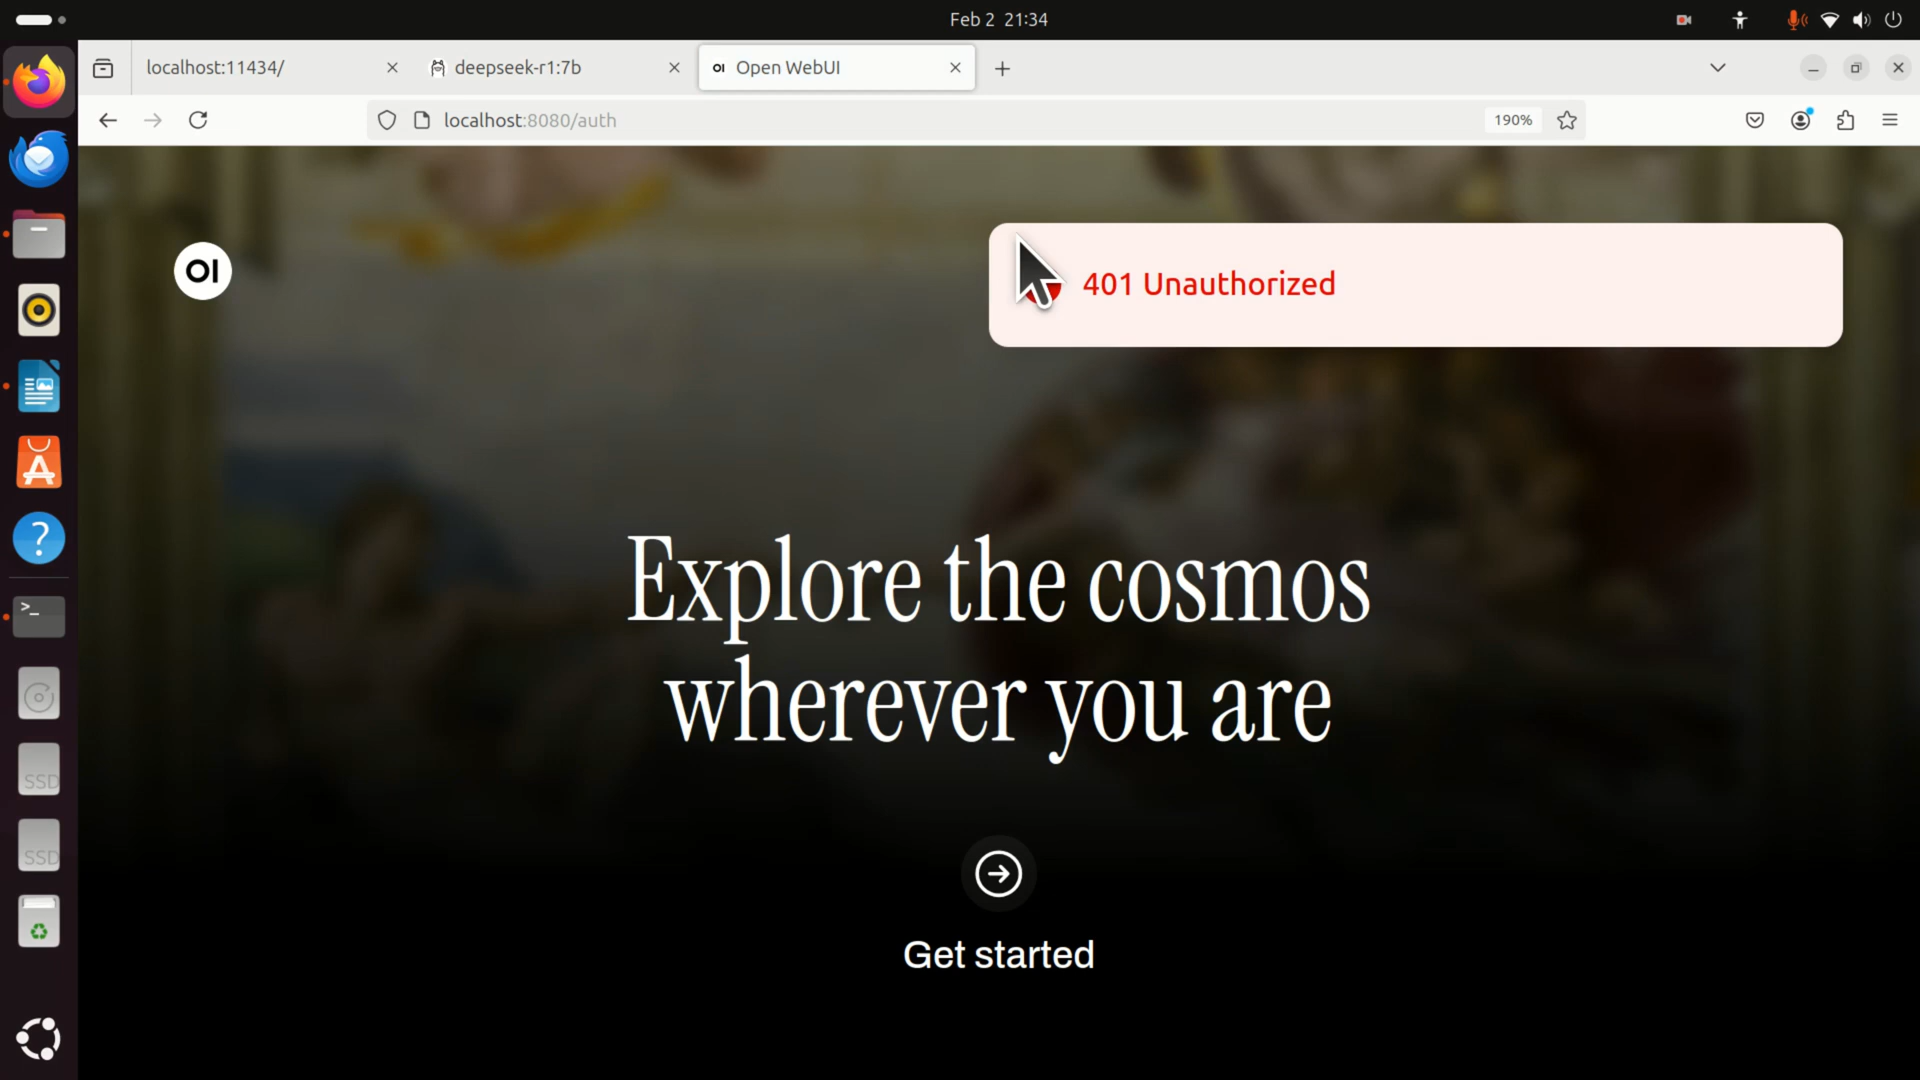 Feb 2 21:34
localhost:11434/
deepseek-r1:7b
OI Open WebUI
localhost:8080/auth
190%
OI
401 Unauthorized
Explore the cosmos
wherever you are
Get started
?
>_
SSD
SSD